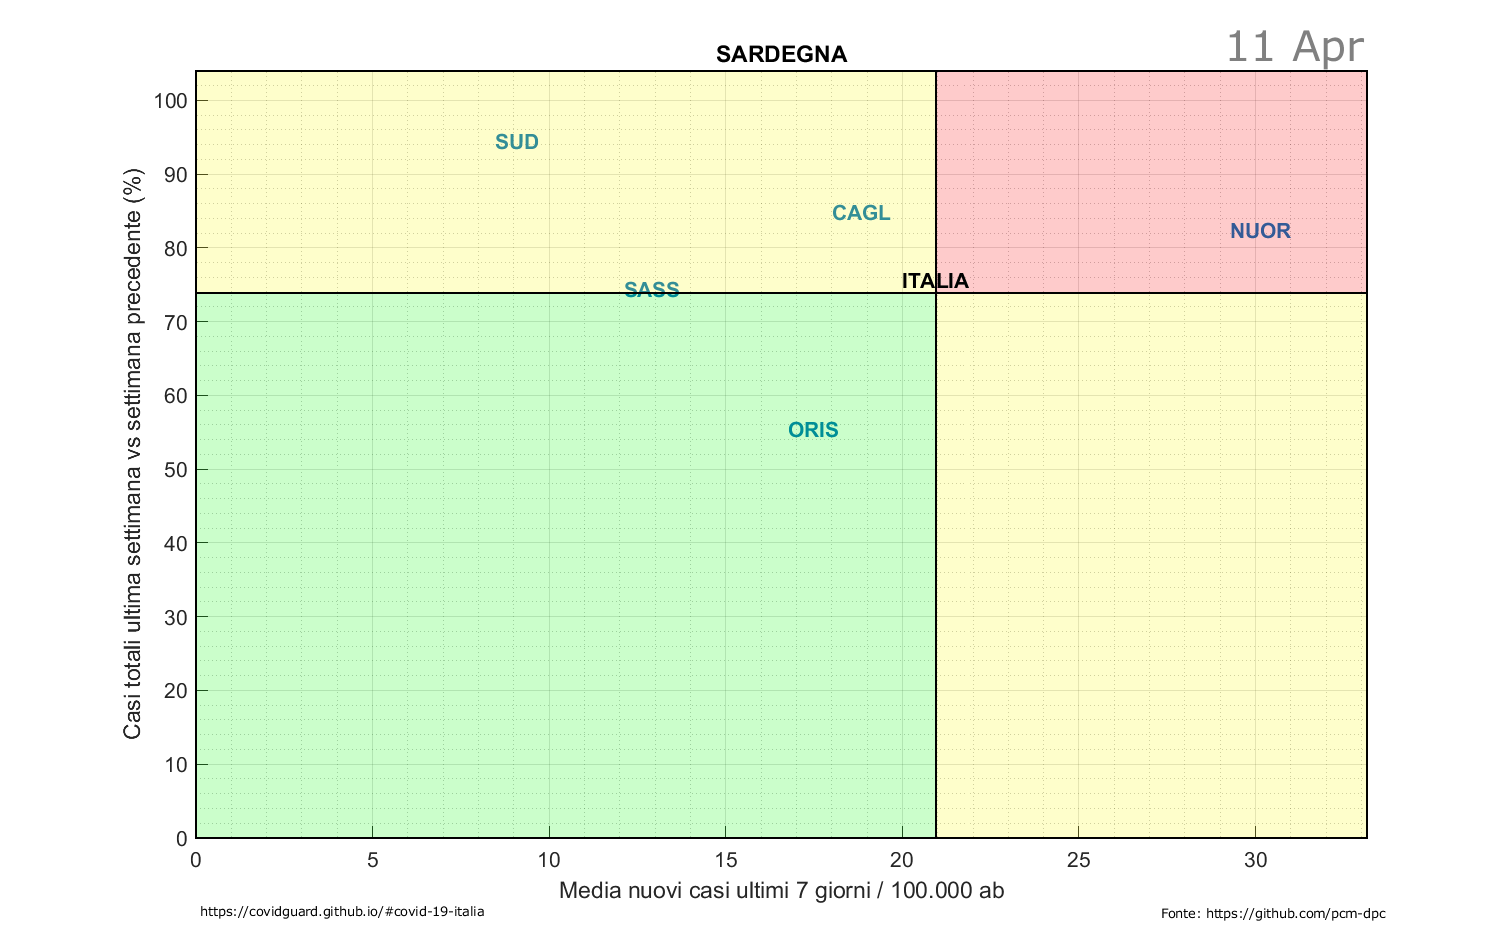 11 Apr
SARDEGNA
Casi totali ultima settimana vs settimana precedente (%)
100
90
80
70
60
50
40
30
20
10
0
SUD
CAGL
NUOR
ITALIA
SASS
ORIS
0 5 10 15 20 25 30
Media nuovi casi ultimi 7 giorni / 100.000 ab
https://covidguard.github.io/#covid-19-italia
Fonte: https://github.com/pcm-dpc